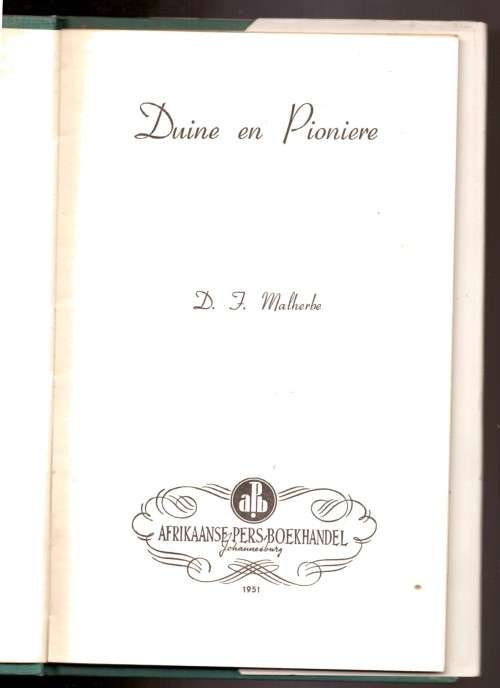 Duine en Pioniere
D. F. Malherbe
aPb
AFRIKAANSE PERS BOEKHANDEL
Johannesburg
1951